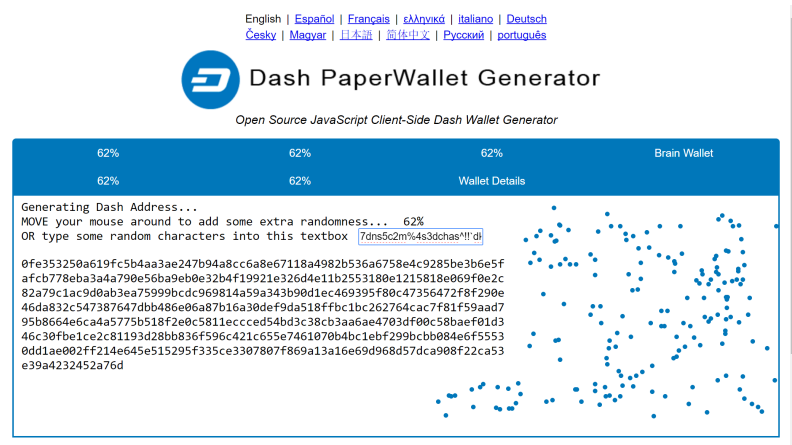 English | Español | Français | ελληνικά | italiano | Deutsch
Česky | Magyar | 日本語 | 简体中文 | Русский | português
Dash PaperWallet Generator
Open Source JavaScript Client-Side Dash Wallet Generator
62% 62% 62% Brain Wallet
62% 62% Wallet Details
Generating Dash Address...
MOVE your mouse around to add some extra randomness... 62%
OR type some random characters into this textbox 7dns5c2m%4s3dchas^!!`dk
0fe353250a619fc5b4aa3ae247b94a8cc6a8e67118a4982b536a6758e4c9285be3b6e5f
afcb778eba3a4a790e56ba9eb0e32b4f19921e326d4e11b2553180e1215818e069f0e2c
82a79c1ac9d0ab3ea75999bcdc969814a59a343b90d1ec469395f80c47356472f8f290e
46da832c547387647dbb486e06a87b16a30def9da518ffbc1bc262764cac7f81f59aad7
95b8664e6ca4a5775b518f2e0c5811eccced54bd3c38cb3aa6ae4703df00c58baef01d3
46c30fbe1ce2c81193d28bb836f596c421c655e7461070b4bc1ebf299bcbb084e6f5553
0dd1ae002ff214e645e515295f335ce3307807f869a13a16e69d968d57dca908f22ca53
e39a4232452a76d